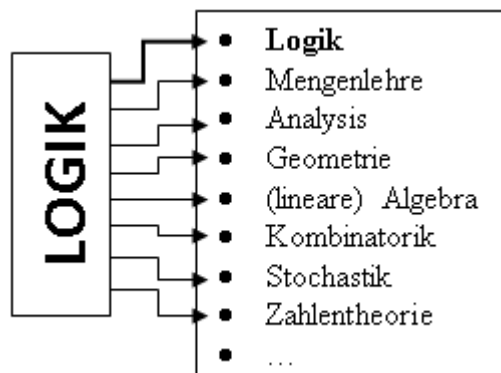 LOGIK
• Logik
• Mengenlehre
• Analysis
• Geometrie
• (lineare) Algebra
• Kombinatorik
• Stochastik
• Zahlentheorie
• ...